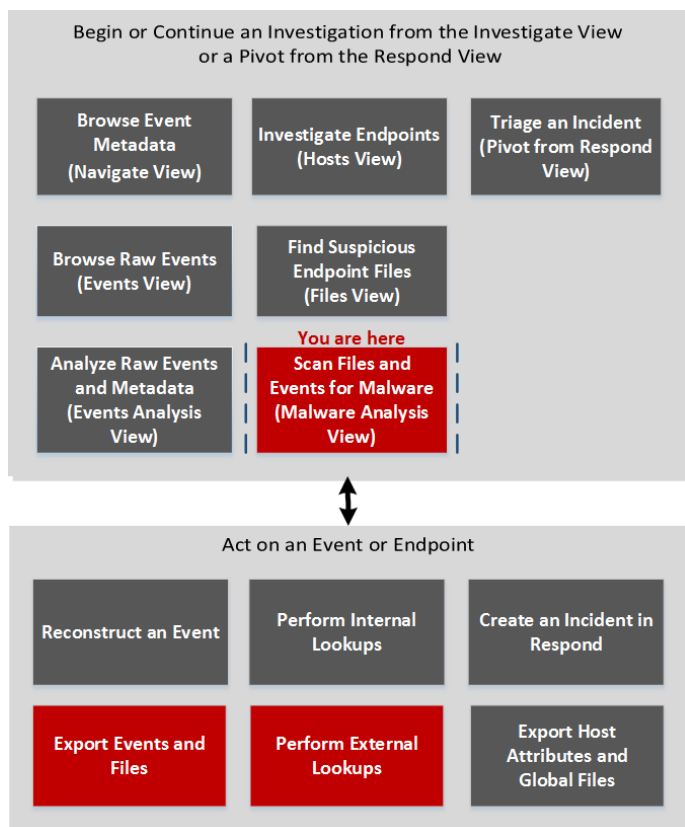 Begin or Continue an Investigation from the Investigate View
or a Pivot from the Respond View
Browse Event
Metadata
(Navigate View)
Investigate Endpoints
(Hosts View)
Triage an Incident
(Pivot from Respond
View)
Browse Raw Events
(Events View)
Find Suspicious
Endpoint Files
(Files View)
Analyze Raw Events
and Metadata
(Events Analysis
View)
You are here
Scan Files and
Events for Malware
(Malware Analysis
View)
Act on an Event or Endpoint
Reconstruct an Event
Perform Internal
Lookups
Create an Incident in
Respond
Export Events and
Files
Perform External
Lookups
Export Host
Attributes and
Global Files